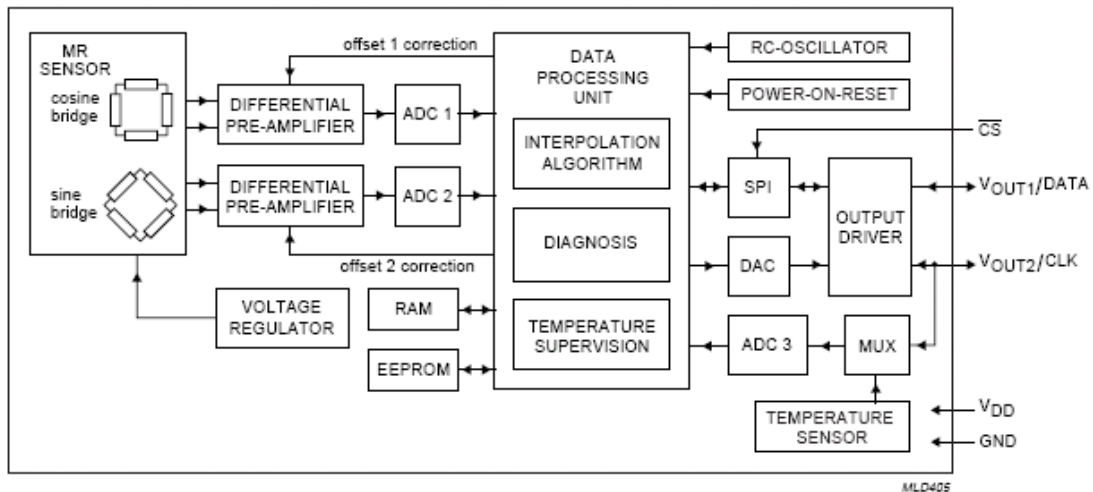 MR
SENSOR
cosine
bridge
sine
bridge
offset 1 correction
DIFFERENTIAL
PRE-AMPLIFIER
ADC 1
DIFFERENTIAL
PRE-AMPLIFIER
ADC 2
offset 2 correction
VOLTAGE
REGULATOR
RAM
EEPROM
DATA
PROCESSING
UNIT
INTERPOLATION
ALGORITHM
DIAGNOSIS
TEMPERATURE
SUPERVISION
RC-OSCILLATOR
POWER-ON-RESET
SPI
DAC
OUTPUT
DRIVER
ADC 3
MUX
TEMPERATURE
SENSOR
CS
VOUT1/DATA
VOUT2/CLK
VDD
GND
MLD405